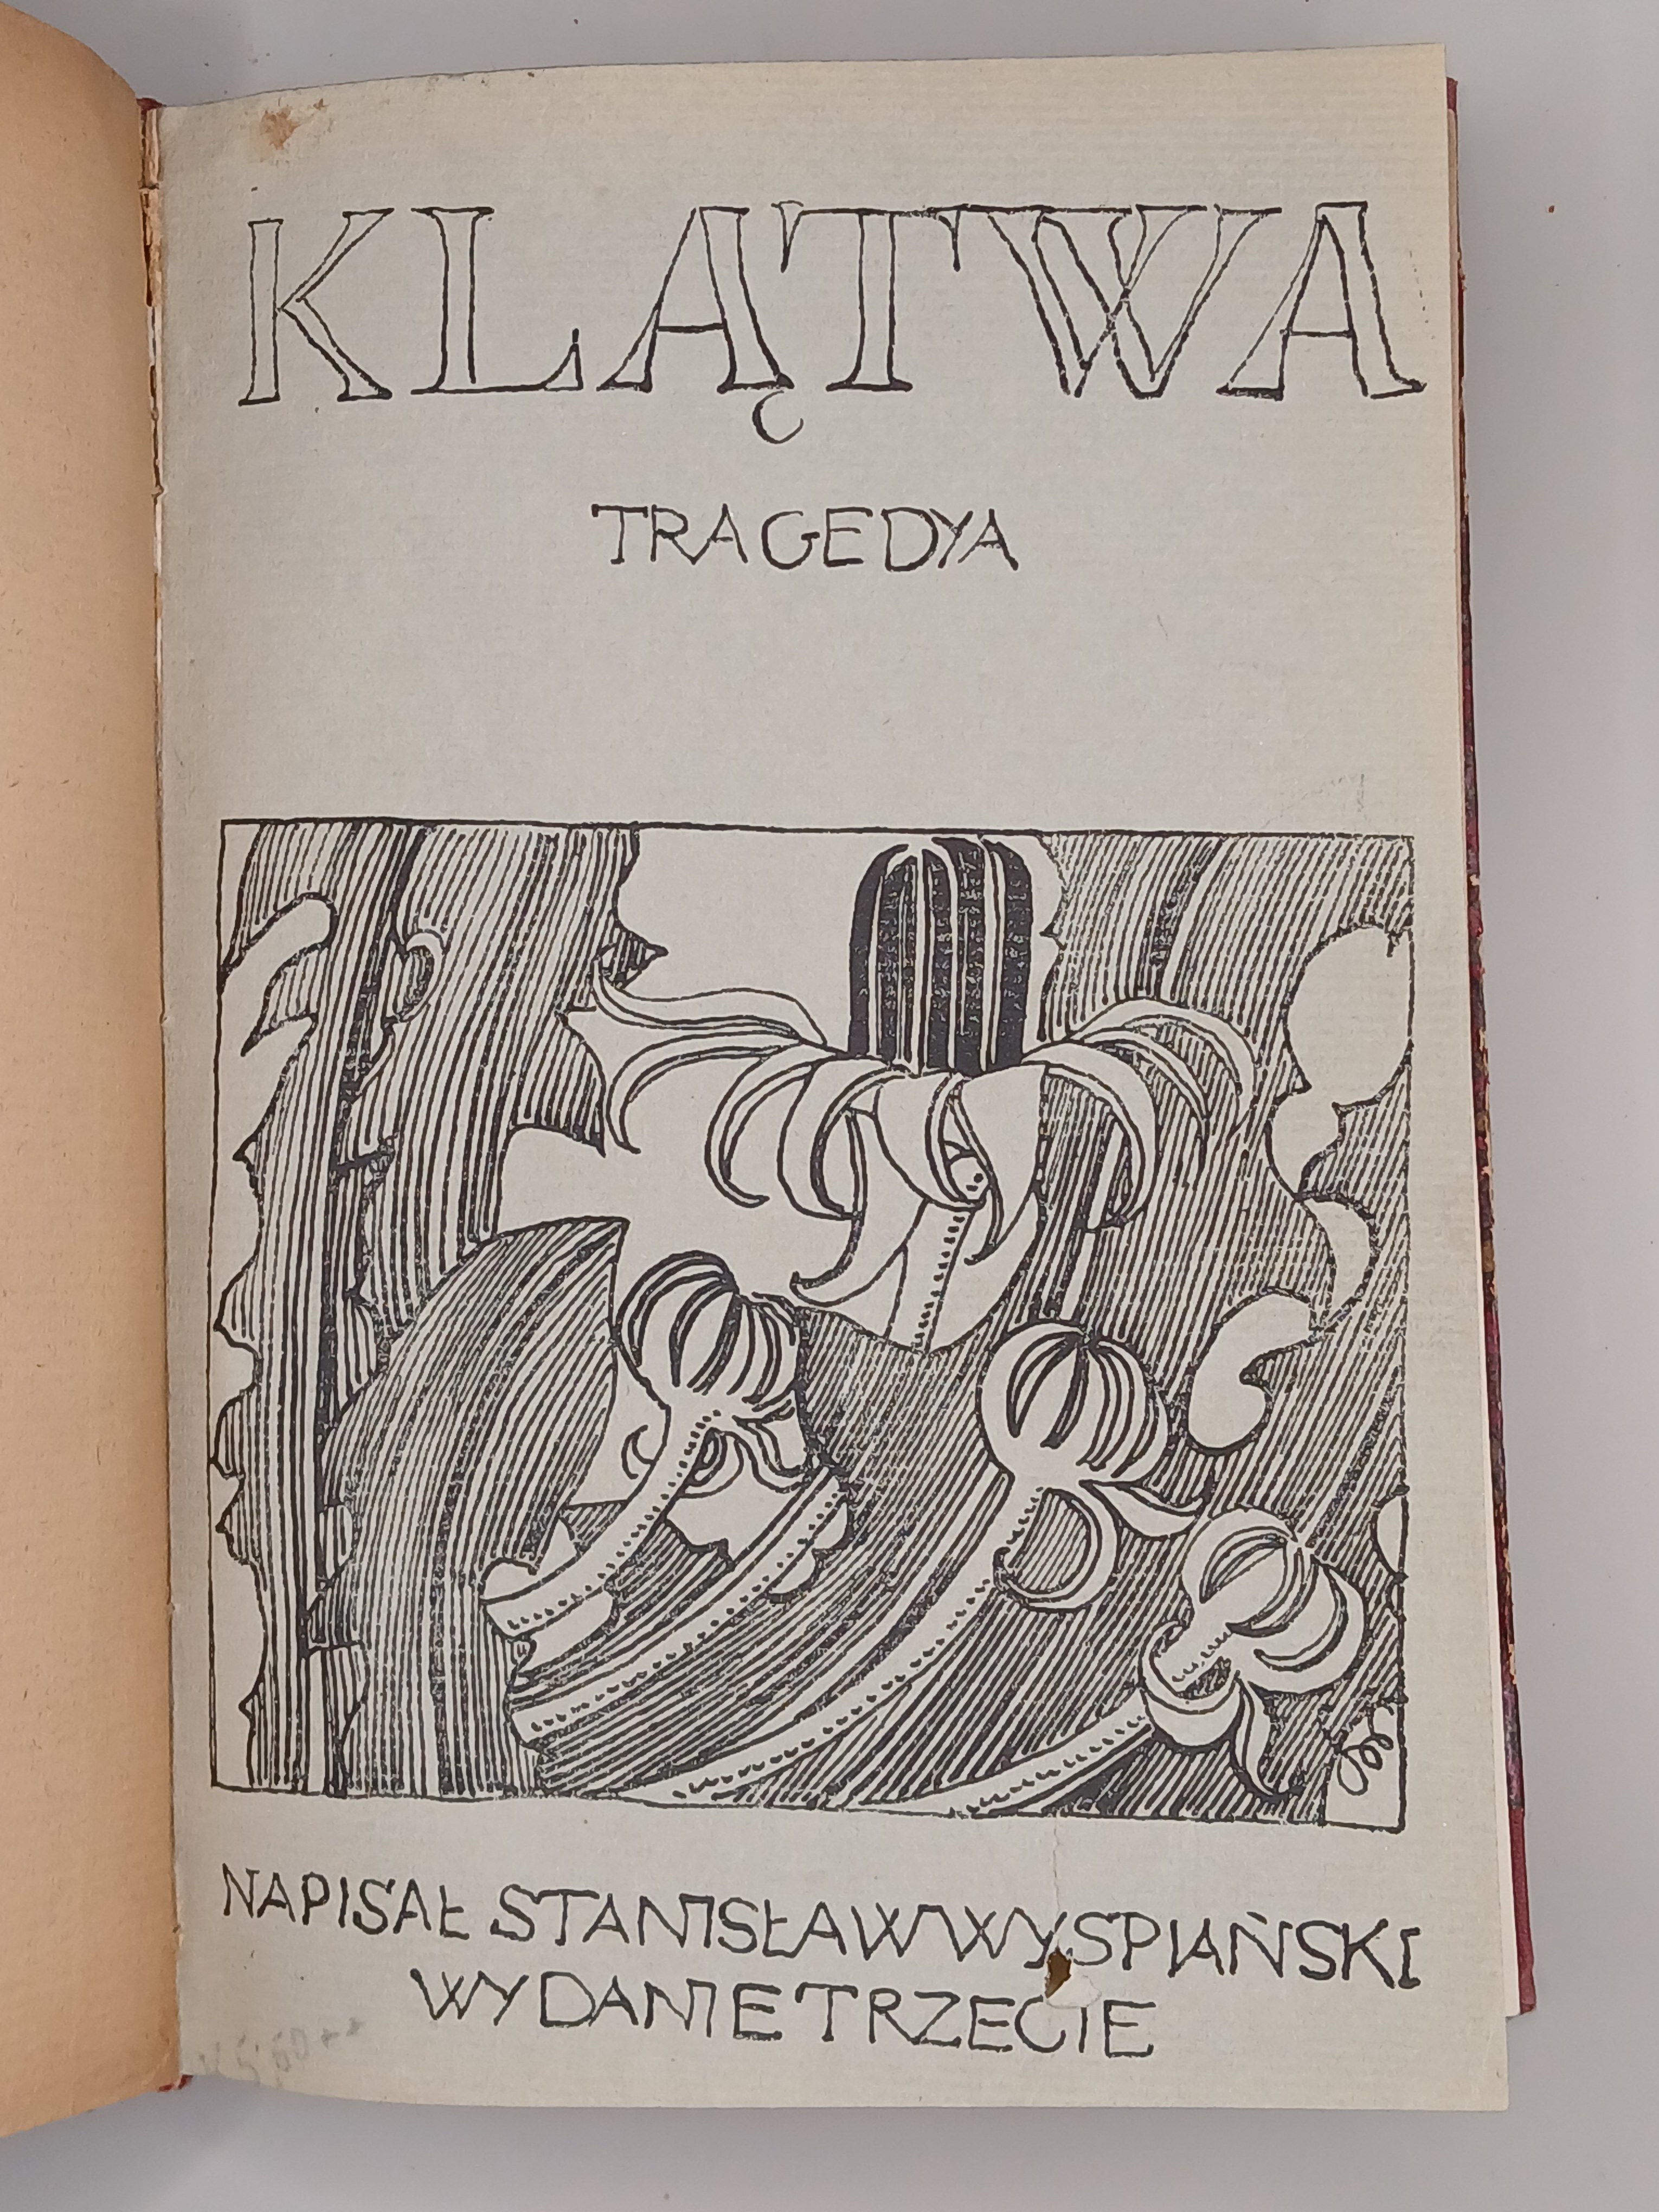 KLĄTWA
TRAGEDYA
NAPISAŁ STANISŁAW WYSPIAŃSKI
WYDANIE TRZECIE